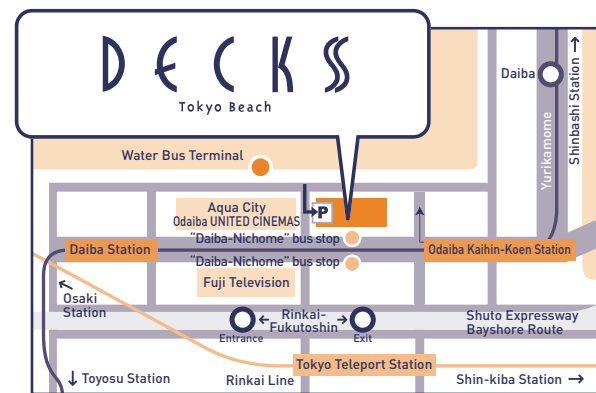 DECKS
Tokyo Beach
Daiba
Shinbashi Station →
Yurikamome
Water Bus Terminal
Aqua City
Odaiba UNITED CINEMAS
P
"Daiba-Nichome" bus stop
Daiba Station
Odaiba Kaihin-Koen Station
"Daiba-Nichome" bus stop
Fuji Television
← Osaki
Station
← Rinkai- →
Fukutoshin
Entrance
Exit
Shuto Expressway
Bayshore Route
Tokyo Teleport Station
↓ Toyosu Station
Rinkai Line
Shin-kiba Station →